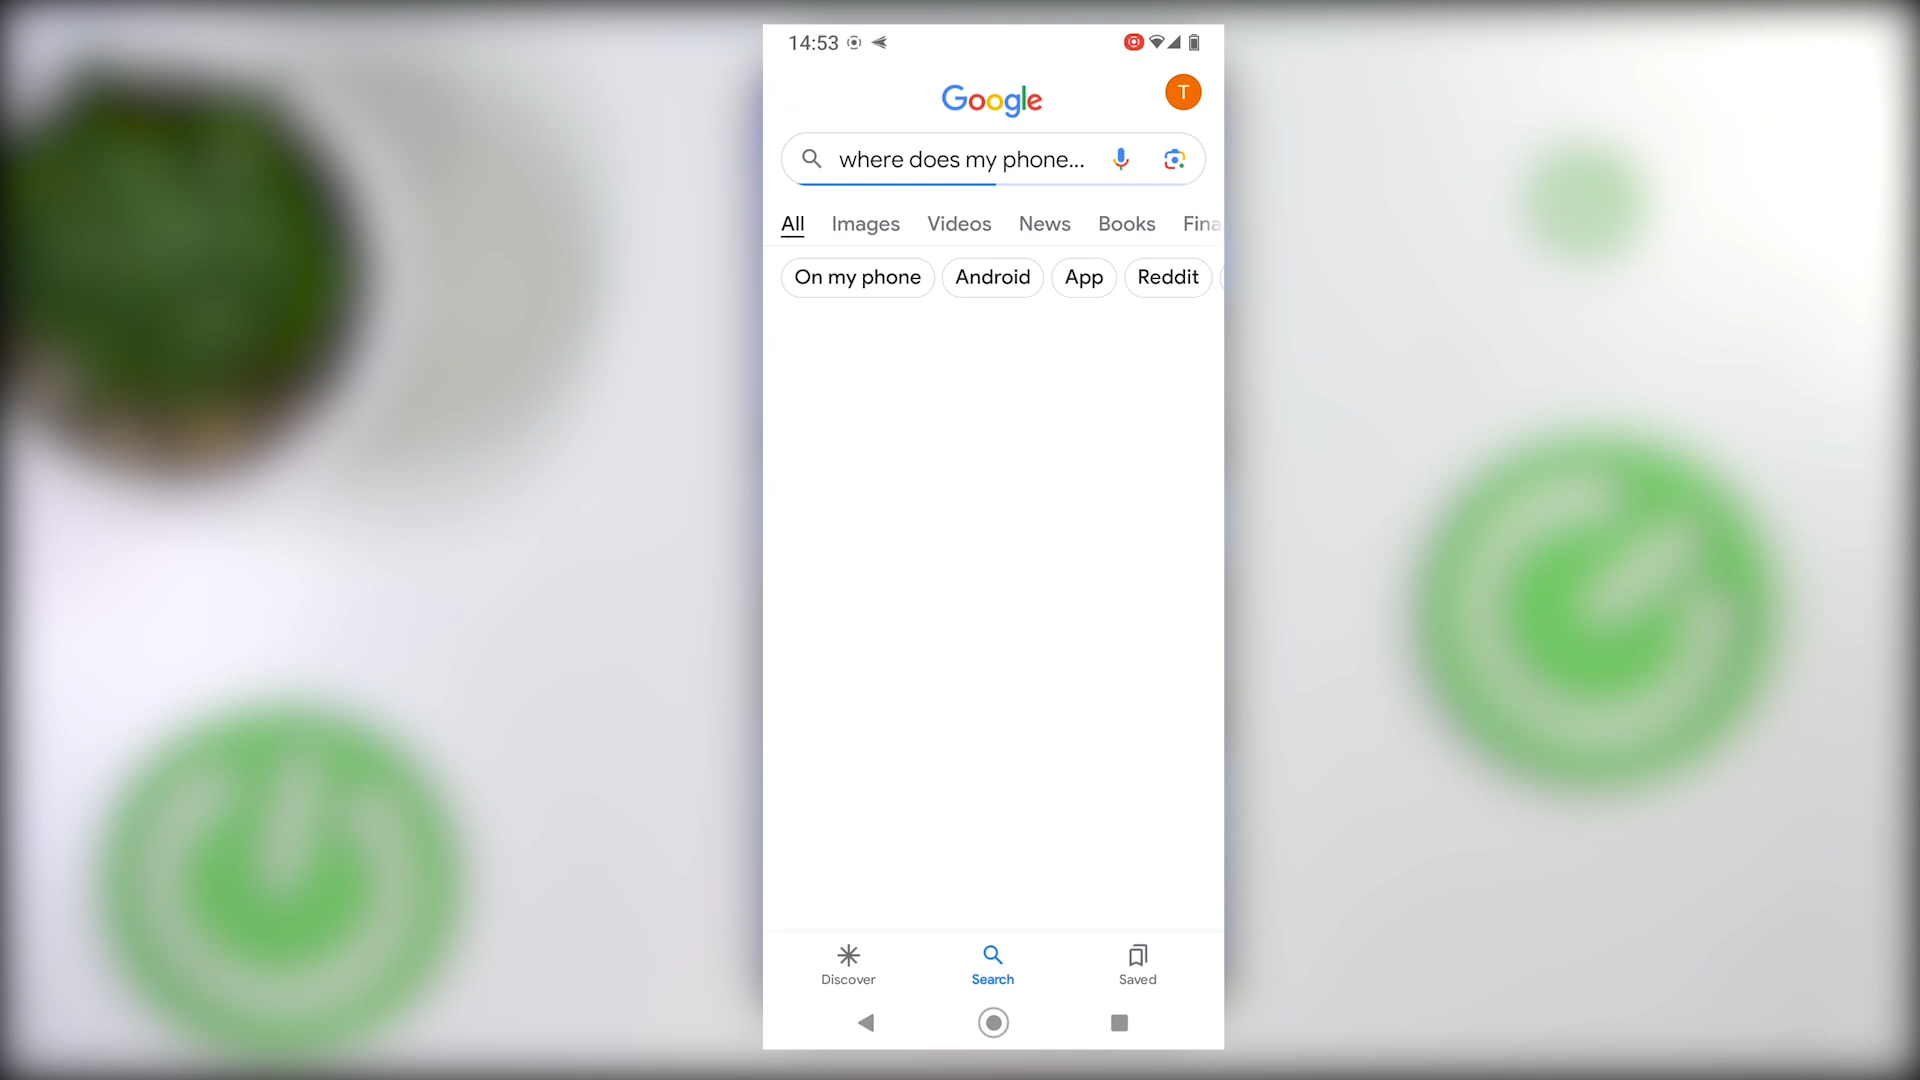 14:53
Google
T
where does my phone...
All Images Videos News Books Fina
On my phone Android App Reddit
Discover Search Saved